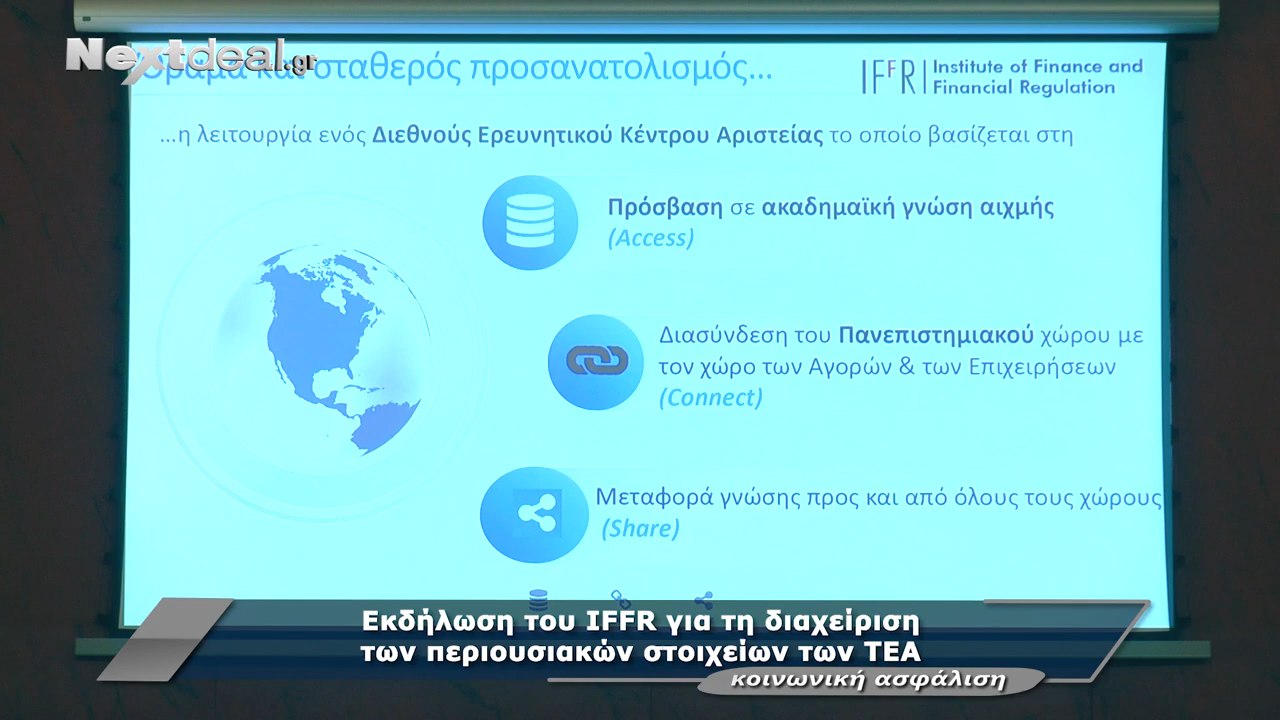 Nextdeal.gr
Όραμα και σταθερός προσανατολισμός...
IFFR
Institute of Finance and
Financial Regulation
...η λειτουργία ενός Διεθνούς Ερευνητικού Κέντρου Αριστείας το οποίο βασίζεται στη
Πρόσβαση σε ακαδημαϊκή γνώση αιχμής
(Access)
Διασύνδεση του Πανεπιστημιακού χώρου με
τον χώρο των Αγορών & των Επιχειρήσεων
(Connect)
Μεταφορά γνώσης προς και από όλους τους χώρους
(Share)
Εκδήλωση του IFFR για τη διαχείριση
των περιουσιακών στοιχείων των ΤΕΑ
κοινωνική ασφάλιση